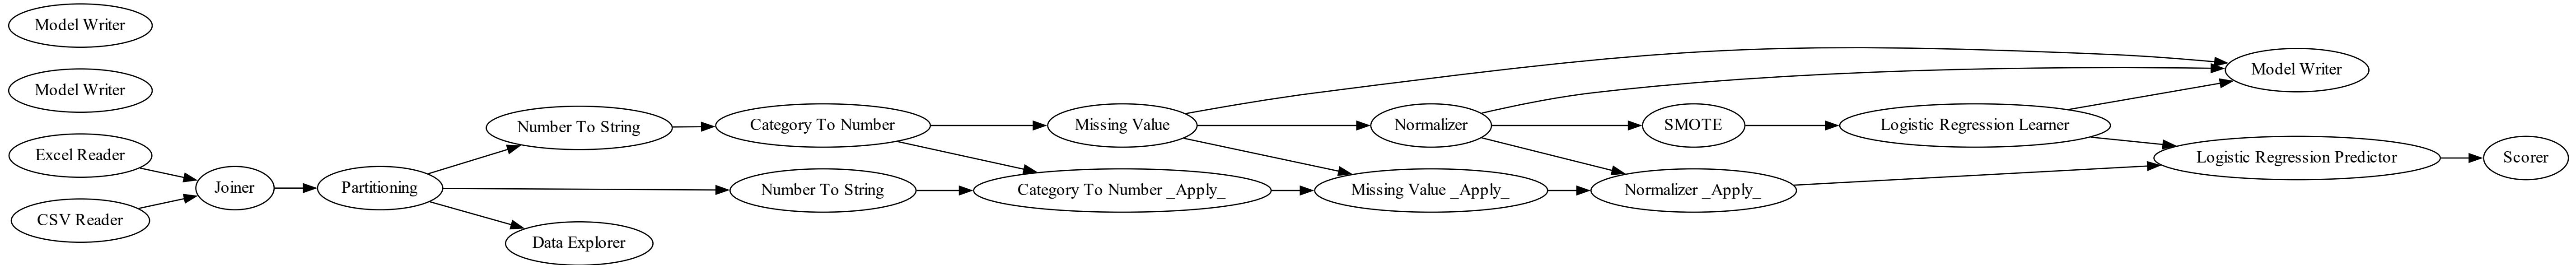 Model Writer
Model Writer
Excel Reader
CSV Reader
Joiner
Partitioning
Number To String
Number To String
Data Explorer
Category To Number
Category To Number _Apply_
Missing Value
Missing Value _Apply_
Normalizer
Normalizer _Apply_
SMOTE
Logistic Regression Learner
Model Writer
Logistic Regression Predictor
Scorer